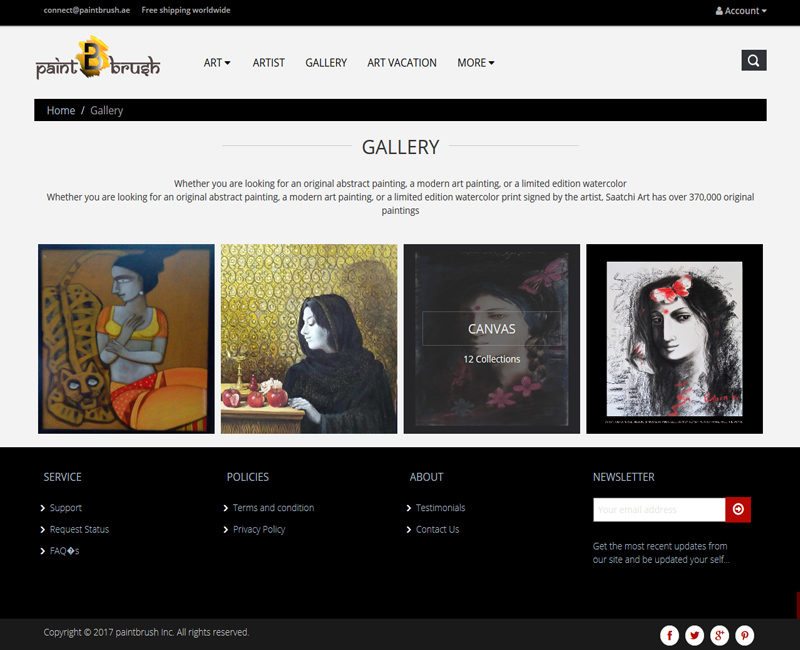 connect@paintbrush.ae Free shipping worldwide Account
paint B brush ART ARTIST GALLERY ART VACATION MORE
Home / Gallery
GALLERY
Whether you are looking for an original abstract painting, a modern art painting, or a limited edition watercolor
Whether you are looking for an original abstract painting, a modern art painting, or a limited edition watercolor print signed by the artist, Saatchi Art has over 370,000 original
paintings
CANVAS
12 Collections
SERVICE POLICIES ABOUT NEWSLETTER
Support Terms and condition Testimonials Your email address
Request Status Privacy Policy Contact Us
FAQ�s
Get the most recent updates from
our site and be updated your self...
Copyright © 2017 paintbrush Inc. All rights reserved.